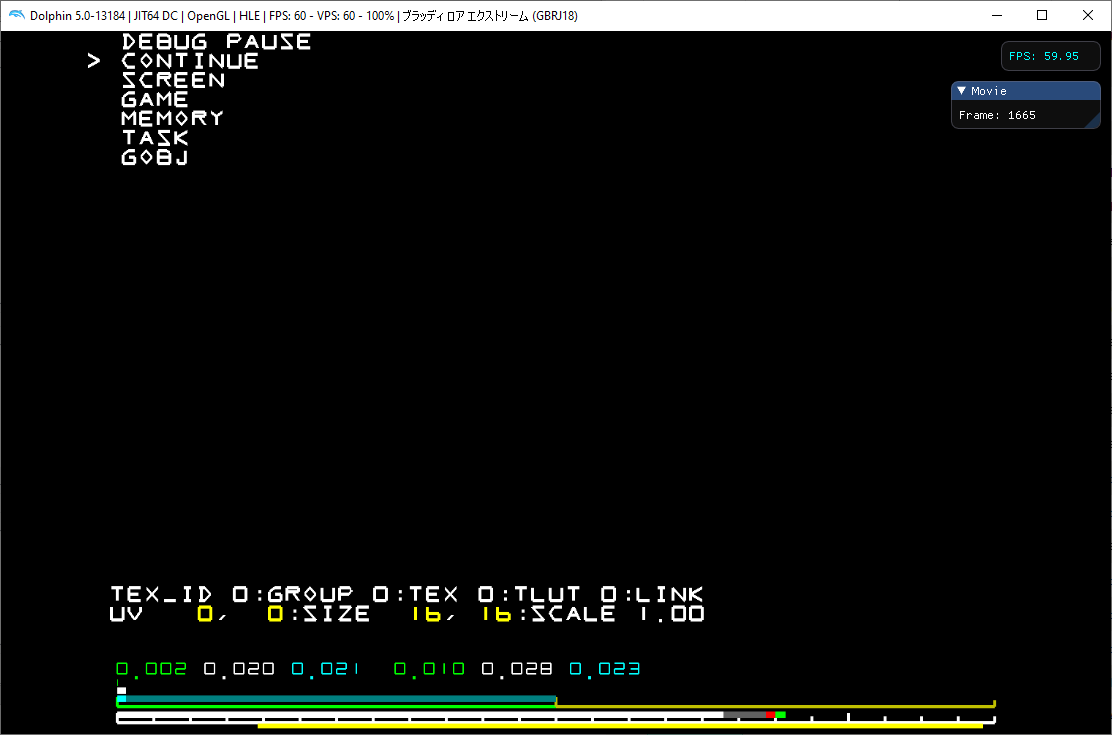 Dolphin 5.0-13184 | JIT64 DC | OpenGL | HLE | FPS: 60 - VPS: 60 - 100% | ブラッディ ロア エクストリーム (GBRJ18)
DEBUG PAUSE
> CONTINUE
SCREEN
GAME
MEMORY
TASK
GOBJ
FPS: 59.95
▼ Movie
Frame: 1665
TEX_ID 0:GROUP 0:TEX 0:TLUT 0:LINK
UV 0, 0:SIZE 16, 16:SCALE 1.00
0.002 0.020 0.021 0.010 0.028 0.023